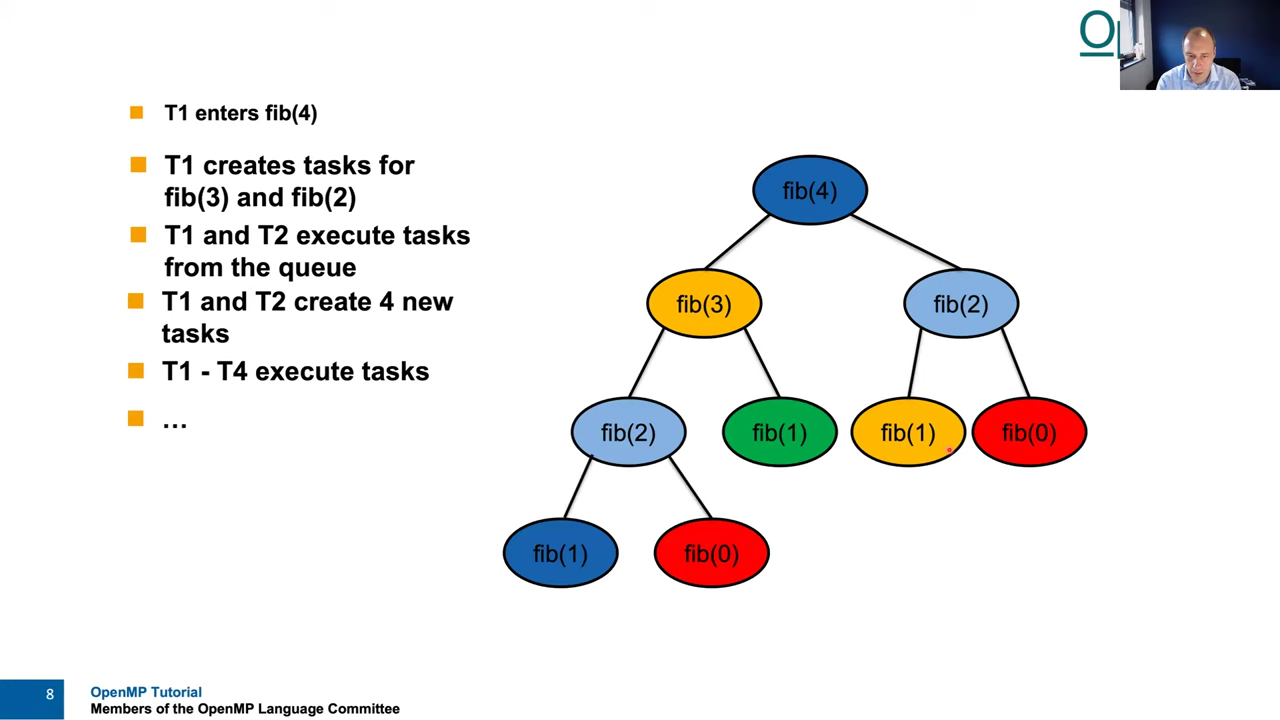 O
T1 enters fib(4)
T1 creates tasks for
fib(3) and fib(2)
T1 and T2 execute tasks
from the queue
T1 and T2 create 4 new
tasks
T1 - T4 execute tasks
...
fib(4)
fib(3)
fib(2)
fib(2)
fib(1)
fib(1)
fib(0)
fib(1)
fib(0)
8
OpenMP Tutorial
Members of the OpenMP Language Committee